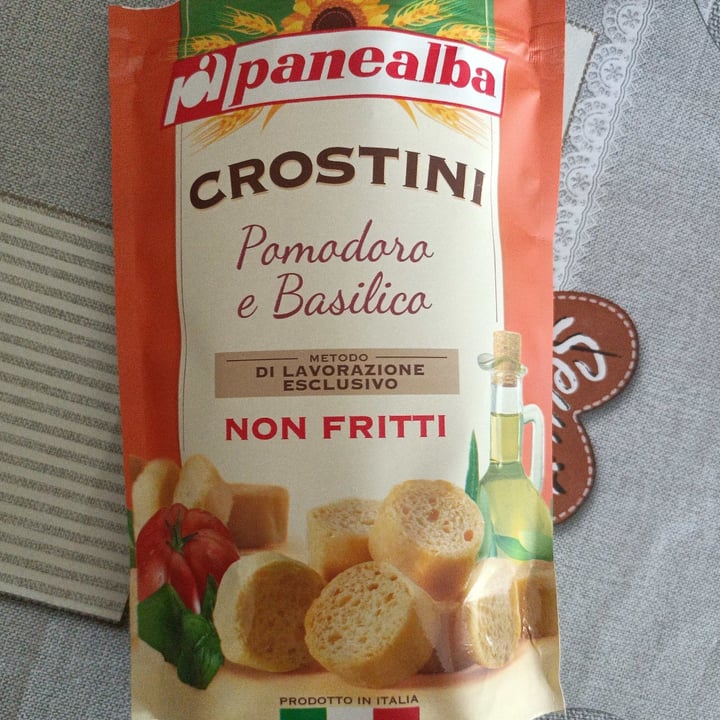 panealba
CROSTINI
Pomodoro
e Basilico
METODO
DI LAVORAZIONE
ESCLUSIVO
NON FRITTI
PRODOTTO IN ITALIA